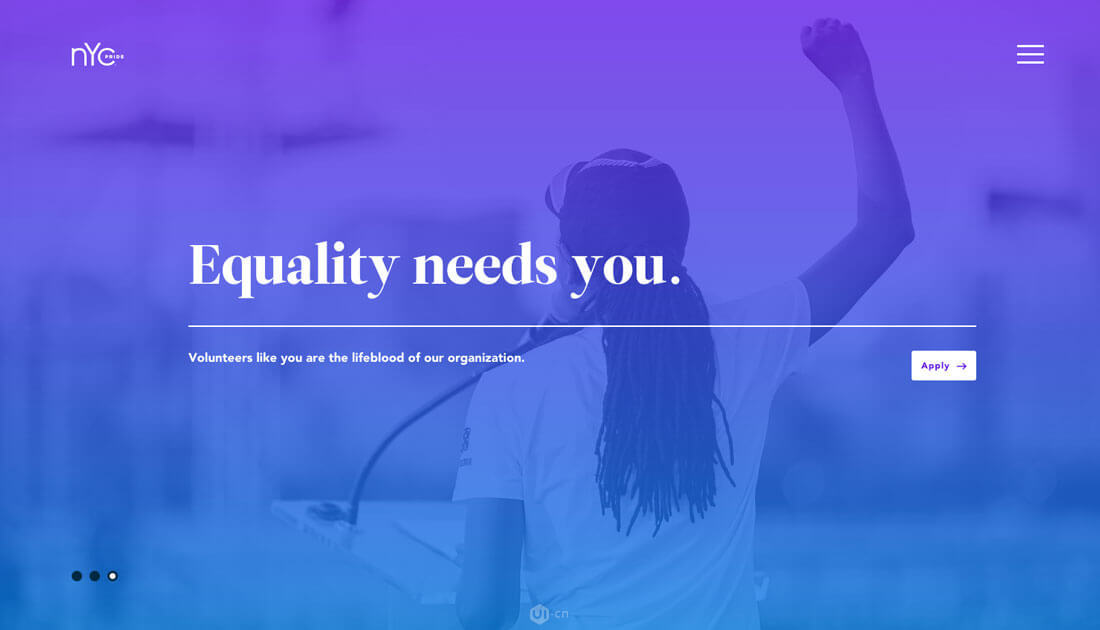 nYC PRIDE
Equality needs you.
Volunteers like you are the lifeblood of our organization.
Apply →
UI·cn